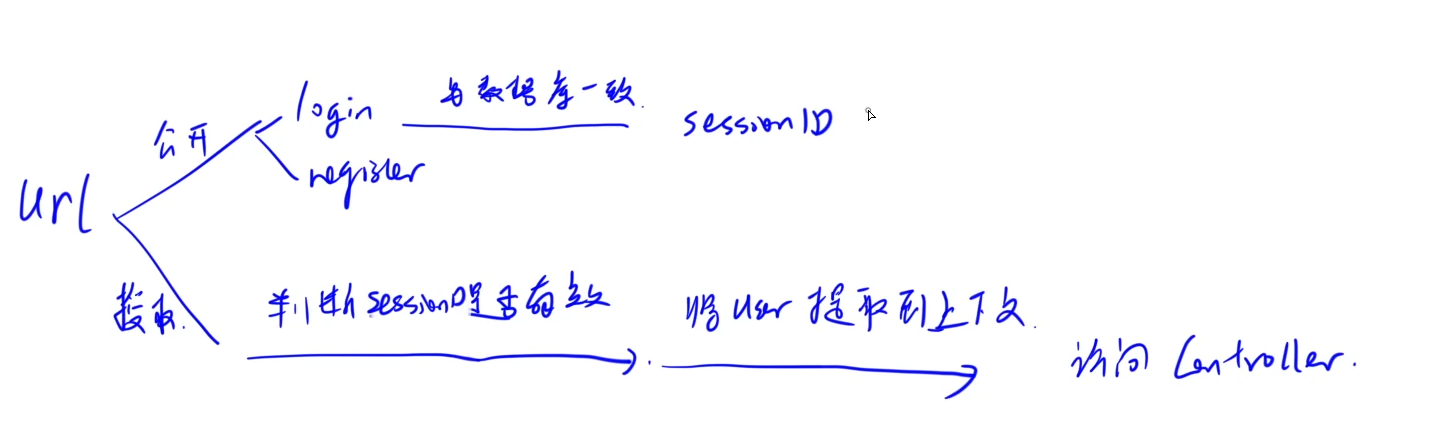 url
公开
login
register
与数据库一致.
sessionID
授权.
判断sessionID是否有效
将user提取到上下文.
访问 Controller.